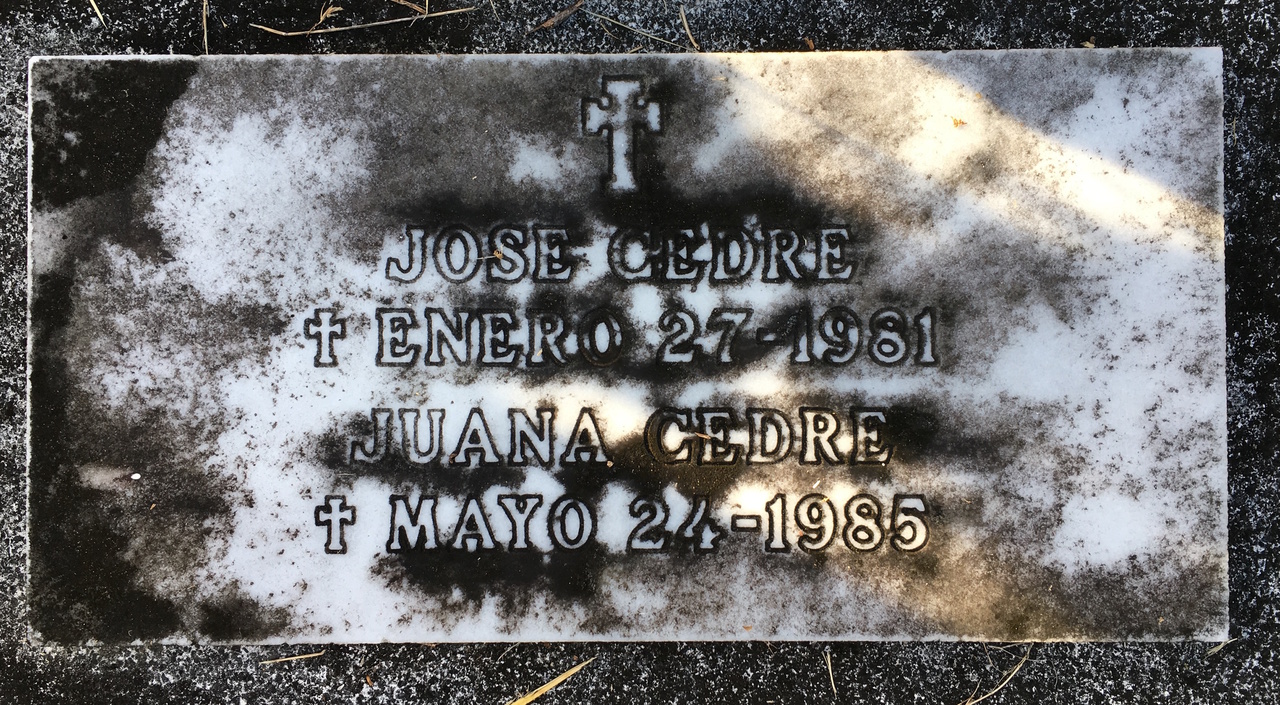 JOSE CEDRE
† ENERO 27-1981
JUANA CEDRE
† MAYO 24-1985